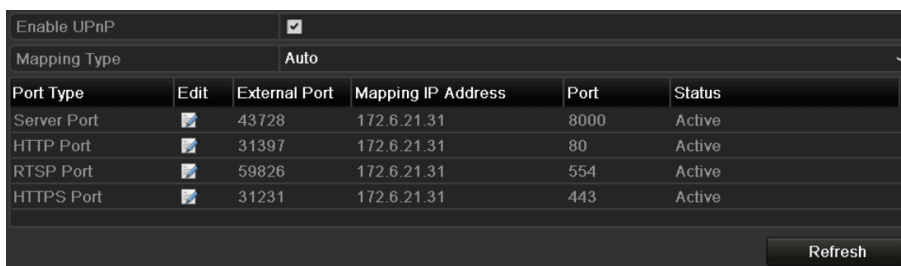 Enable UPnP
Mapping Type Auto
Port Type Edit External Port Mapping IP Address Port Status
Server Port 43728 172.6.21.31 8000 Active
HTTP Port 31397 172.6.21.31 80 Active
RTSP Port 59826 172.6.21.31 554 Active
HTTPS Port 31231 172.6.21.31 443 Active
Refresh